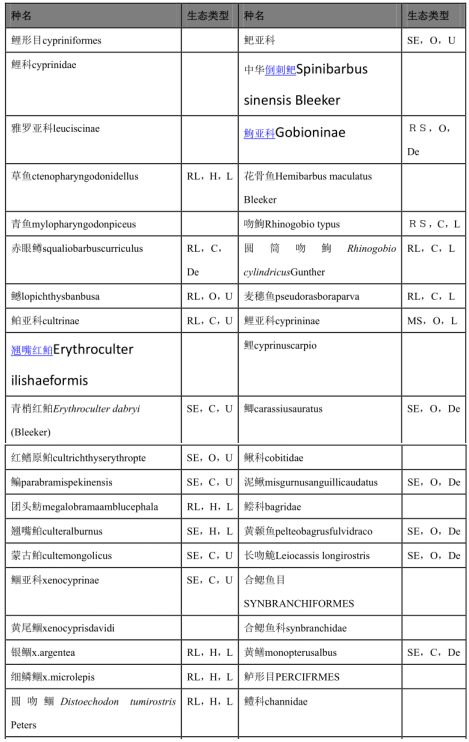 种名 生态类型 种名 生态类型
鲤形目cypriniformes 鲃亚科 SE，O，U
鲤科cyprinidae 中华倒刺鲃Spinibarbus
sinensis Bleeker
雅罗亚科leuciscinae 鮈亚科Gobioninae ＲＳ，O，
De
草鱼ctenopharyngodonidellus RL，H，L 花骨鱼Hemibarbus maculatus
Bleeker
青鱼mylopharyngodonpiceus 吻鮈Rhinogobio typus ＲＳ，C，L
赤眼鳟squaliobarbuscurriculus RL，C，
De
圆筒吻鮈 Rhinogobio
cylindricusGunther
RL，C，L
鳡lopichthysbanbusa RL，O，U 麦穗鱼pseudorasboraparva RL，C，L
鲌亚科cultrinae RL，C，U 鲤亚科cyprininae MS，O，L
翘嘴红鲌Erythroculter
ilishaeformis
鲤cyprinuscarpio
青梢红鲌Erythroculter dabryi
(Bleeker)
SE，C，U 鲫carassiusauratus SE，O，De
红鳍原鲌cultrichthyserythropte SE，O，U 鳅科cobitidae
鳊parabramispekinensis SE，C，U 泥鳅misgurnusanguillicaudatus SE，O，De
团头鲂megalobramaamblucephala RL，H，L 鲿科bagridae
翘嘴鲌culteralburnus SE，H，L 黄颡鱼pelteobagrusfulvidraco SE，O，De
蒙古鲌cultemongolicus SE，C，U 长吻鮠Leiocassis longirostris SE，O，De
鲴亚科xenocyprinae SE，C，U 合鳃鱼目
SYNBRANCHIFORMES
黄尾鲴xenocyprisdavidi 合鳃鱼科synbranchidae
银鲴x.argentea RL，H，L 黄鳝monopterusalbus SE，C，De
细鳞鲴x.microlepis RL，H，L 鲈形目PERCIFRMES
圆吻鲴 Distoechodon tumirostris
Peters
RL，H，L 鳢科channidae